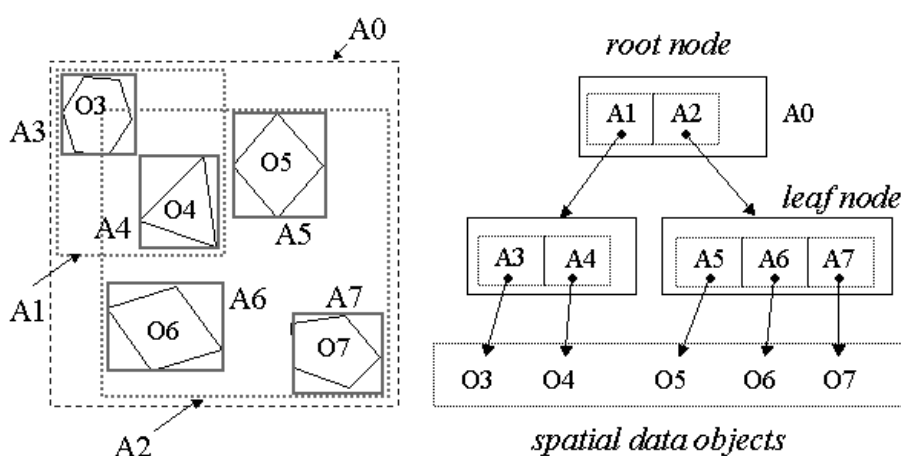 A0
O3
A3
O5
O4
A4
A5
A1
A6
A7
O6
O7
A2
root node
A1 A2
A0
leaf node
A3 A4
A5 A6 A7
O3 O4 O5 O6 O7
spatial data objects